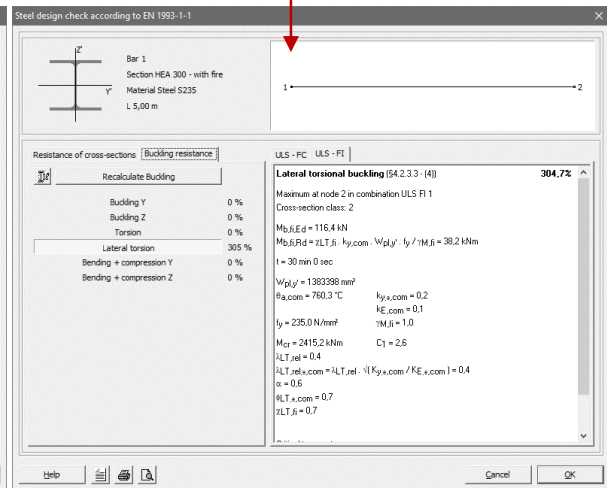 Steel design check according to EN 1993-1-1
Z'
Y'
Bar 1
Section HEA 300 - with fire
Material Steel S235
L 5,00 m
1
2
Resistance of cross-sections
Buckling resistance
Recalculate Buckling
Buckling Y 0 %
Buckling Z 0 %
Torsion 0 %
Lateral torsion 305 %
Bending + compression Y 0 %
Bending + compression Z 0 %
ULS - FC
ULS - FI
Lateral torsional buckling (§4.2.3.3 - (4)) 304,7%
Maximum at node 2 in combination ULS FI 1
Cross-section class: 2
Mb,fi,Ed = 116,4 kN
Mb,fi,Rd = χLT,fi . ky,com . Wpl,y' . fy / γM,fi = 38,2 kNm
t = 30 min 0 sec
Wpl,y' = 1383398 mm³
θa,com = 760,3 °C ky,θ,com = 0,2
kE,com = 0,1
fy = 235,0 N/mm² γM,fi = 1,0
Mcr = 2415,2 kNm C1 = 2,6
λLT,rel = 0,4
λLT,rel,θ,com = λLT,rel . √( Ky,θ,com / KE,θ,com ) = 0,4
α = 0,6
ϕLT,θ,com = 0,7
χLT,fi = 0,7
Help
Cancel
OK